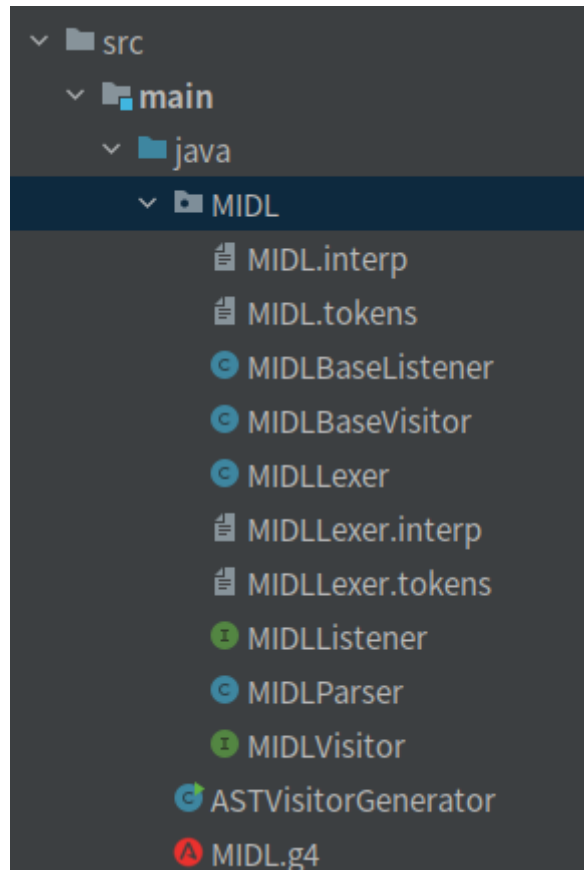 src
main
java
MIDL
MIDL.interp
MIDL.tokens
C MIDLBaseListener
C MIDLBaseVisitor
C MIDLLexer
MIDLLexer.interp
MIDLLexer.tokens
I MIDLListener
C MIDLParser
I MIDLVisitor
C ASTVisitorGenerator
A MIDL.g4